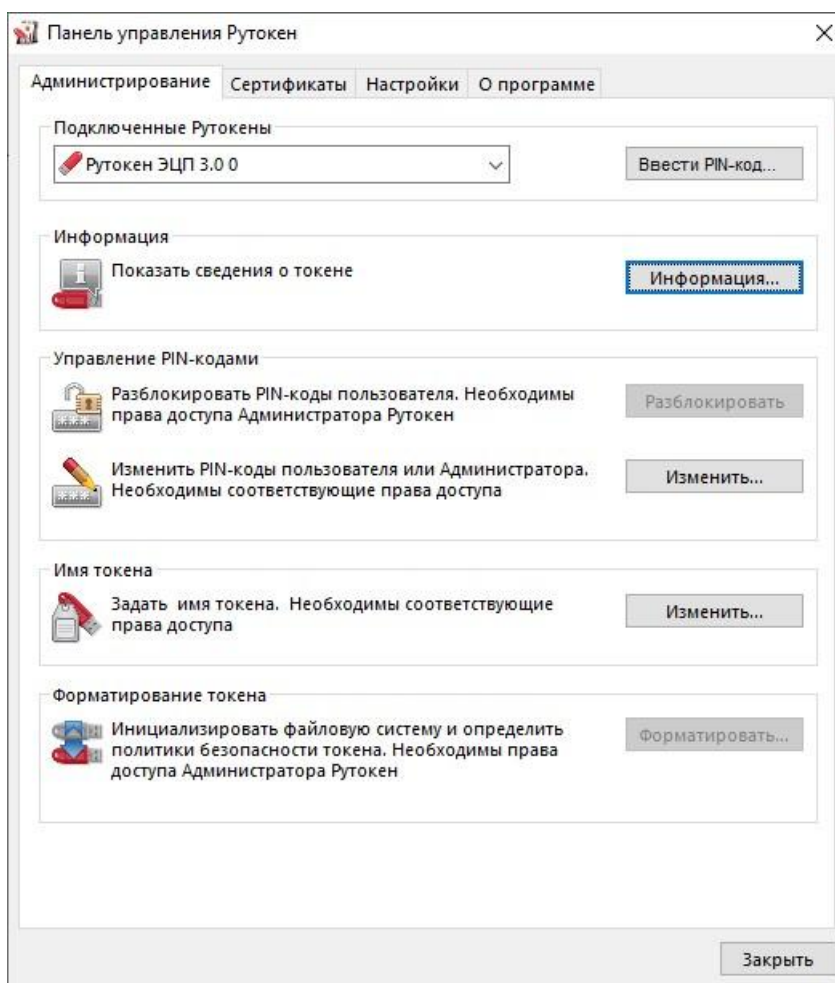 Панель управления Рутокен
Администрирование Сертификаты Настройки О программе
Подключенные Рутокены
Рутокен ЭЦП 3.0 0
Ввести PIN-код...
Информация
Показать сведения о токене
Информация...
Управление PIN-кодами
Разблокировать PIN-коды пользователя. Необходимы
права доступа Администратора Рутокен
Разблокировать
Изменить PIN-коды пользователя или Администратора.
Необходимы соответствующие права доступа
Изменить...
Имя токена
Задать имя токена. Необходимы соответствующие
права доступа
Изменить...
Форматирование токена
Инициализировать файловую систему и определить
политики безопасности токена. Необходимы права
доступа Администратора Рутокен
Форматировать...
Закрыть